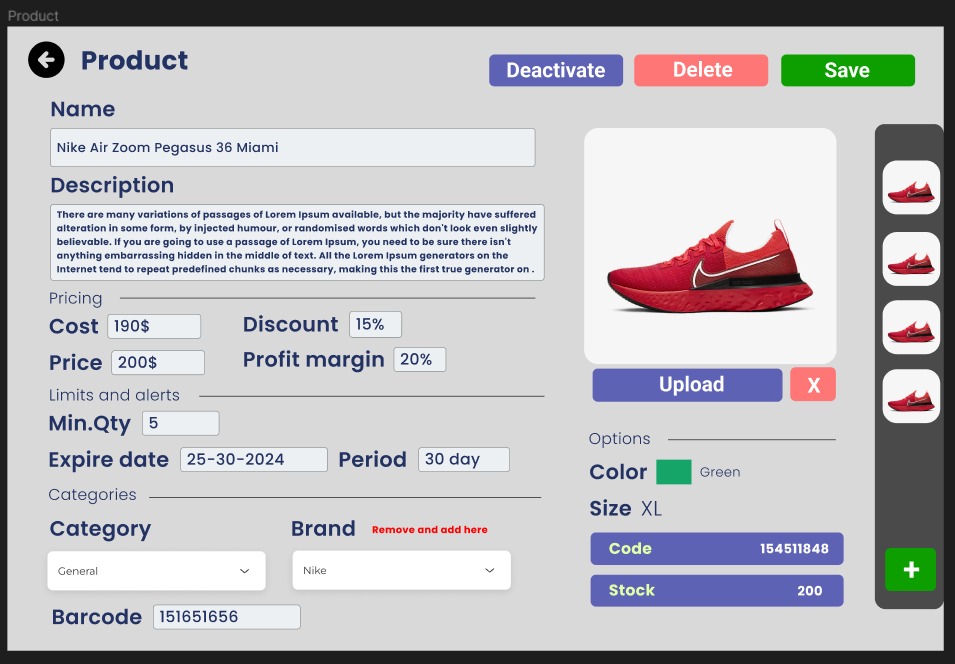 Product
Product
Deactivate
Delete
Save
Name
Nike Air Zoom Pegasus 36 Miami
Description
There are many variations of passages of Lorem Ipsum available, but the majority have suffered
alteration in some form, by injected humour, or randomised words which don't look even slightly
believable. If you are going to use a passage of Lorem Ipsum, you need to be sure there isn't
anything embarrassing hidden in the middle of text. All the Lorem Ipsum generators on the
Internet tend to repeat predefined chunks as necessary, making this the first true generator on .
Pricing
Cost 190$ Discount 15%
Price 200$ Profit margin 20%
Limits and alerts
Min.Qty 5
Expire date 25-30-2024 Period 30 day
Categories
Category Brand Remove and add here
General Nike
Barcode 151651656
Upload X
Options
Color Green
Size XL
Code 154511848
Stock 200
+